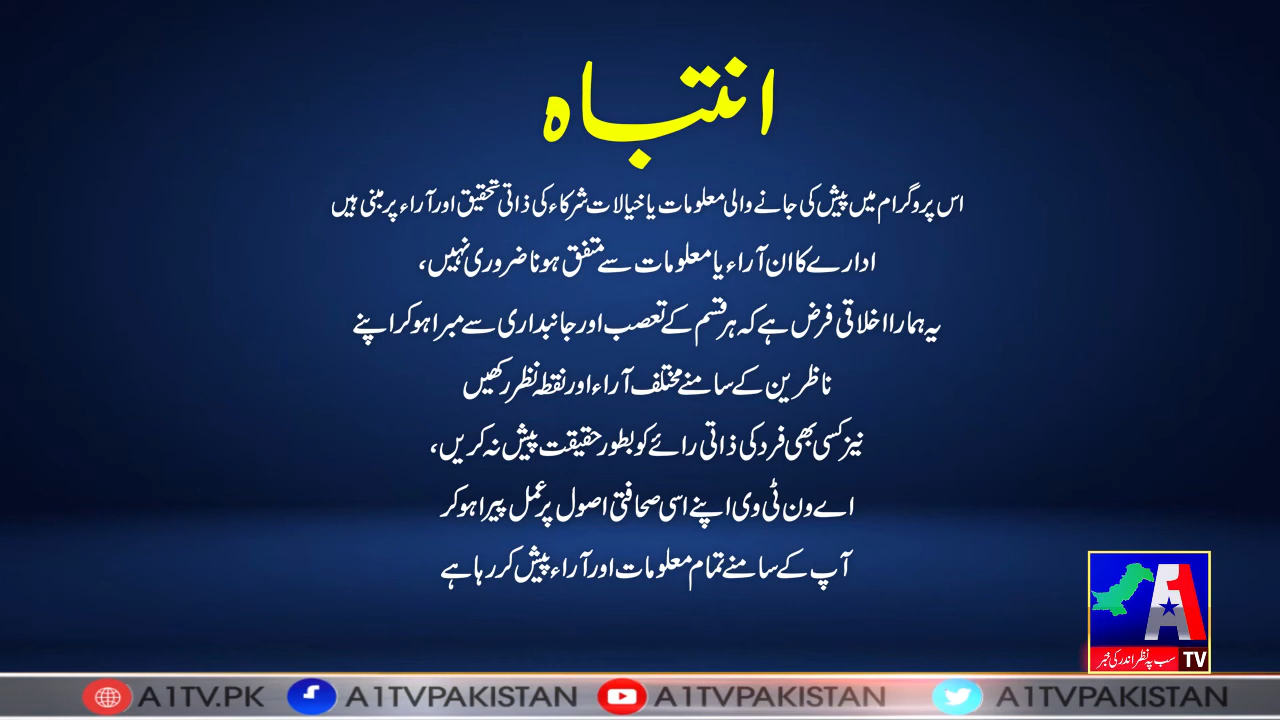 انتباہ
اس پروگرام میں پیش کی جانے والی معلومات یا خیالات شرکاء کی ذاتی تحقیق اور آراء پر مبنی ہیں
ادارے کا ان آراء یا معلومات سے متفق ہونا ضروری نہیں،
یہ ہمارا اخلاقی فرض ہے کہ ہر قسم کے تعصب اور جانبداری سے مبرا ہو کر اپنے
ناظرین کے سامنے مختلف آراء اور نقطہ نظر رکھیں
نیز کسی بھی فرد کی ذاتی رائے کو بطور حقیقت پیش نہ کریں،
اے ون ٹی وی اپنے اسی صحافتی اصول پر عمل پیرا ہو کر
آپ کے سامنے تمام معلومات اور آراء پیش کر رہا ہے
A1
سب پہ نظر اندر کی خبر TV
A1TV.PK A1TVPAKISTAN A1TVPAKISTAN A1TVPAKISTAN